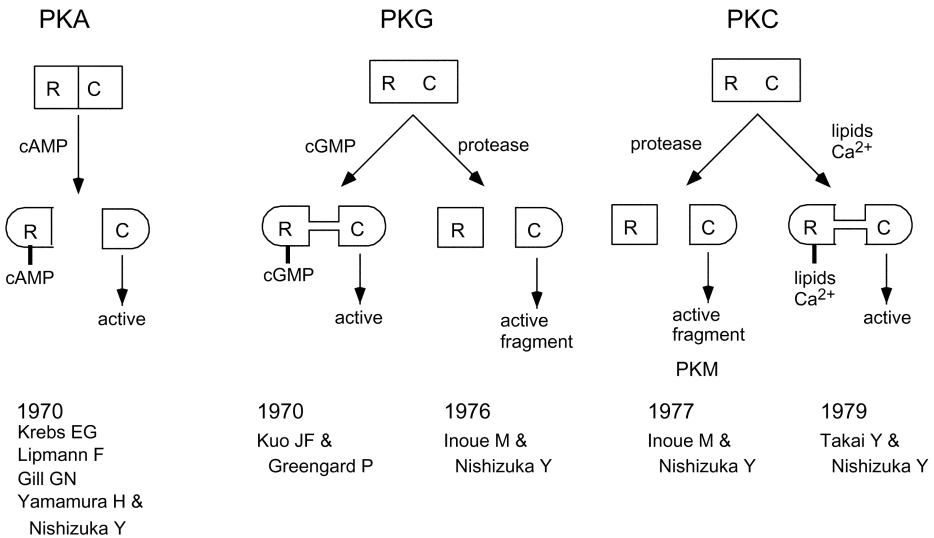 PKA
PKG
PKC
R C
R C
R C
cAMP
cGMP
protease
protease
lipids
Ca2+
R
C
R
C
R
C
R
C
R
C
cAMP
cGMP
lipids
Ca2+
active
active
active
fragment
active
fragment
active
PKM
1970
Krebs EG
Lipmann F
Gill GN
Yamamura H &
Nishizuka Y
1970
Kuo JF &
Greengard P
1976
Inoue M &
Nishizuka Y
1977
Inoue M &
Nishizuka Y
1979
Takai Y &
Nishizuka Y